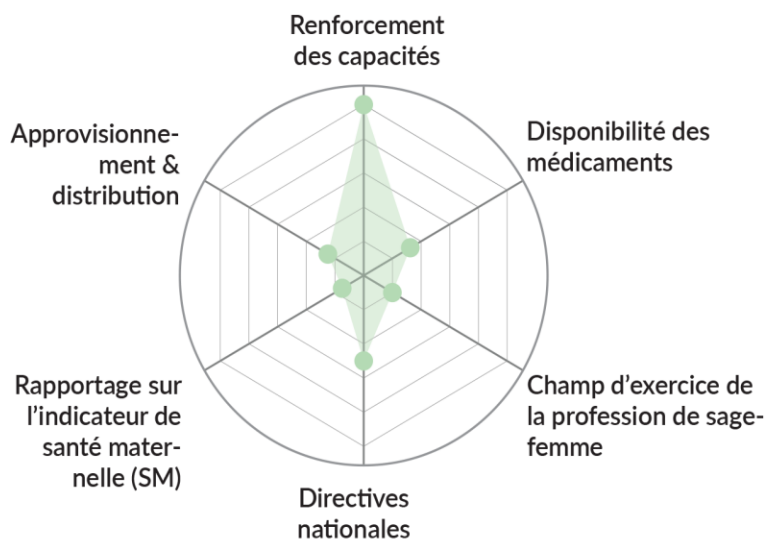 Renforcement
des capacités
Disponibilité des
médicaments
Champ d’exercice de
la profession de sage-
femme
Directives
nationales
Rapportage sur
l’indicateur de
santé mater-
nelle (SM)
Approvisionne-
ment &
distribution